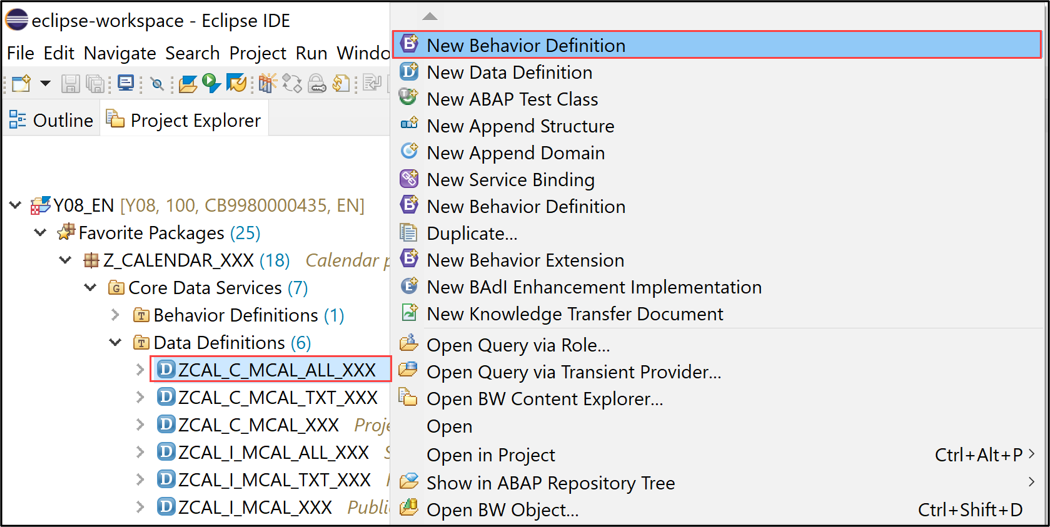 eclipse-workspace - Eclipse IDE
File Edit Navigate Search Project Run Windo
Outline Project Explorer
Y08_EN [Y08, 100, CB9980000435, EN]
Favorite Packages (25)
Z_CALENDAR_XXX (18) Calendar p
Core Data Services (7)
Behavior Definitions (1)
Data Definitions (6)
ZCAL_C_MCAL_ALL_XXX
ZCAL_C_MCAL_TXT_XXX
ZCAL_C_MCAL_XXX Proje
ZCAL_I_MCAL_ALL_XXX S
ZCAL_I_MCAL_TXT_XXX
ZCAL_I_MCAL_XXX Public
New Behavior Definition
New Data Definition
New ABAP Test Class
New Append Structure
New Append Domain
New Service Binding
New Behavior Definition
Duplicate...
New Behavior Extension
New BAdI Enhancement Implementation
New Knowledge Transfer Document
Open Query via Role...
Open Query via Transient Provider...
Open BW Content Explorer...
Open
Open in Project Ctrl+Alt+P
Show in ABAP Repository Tree
Open BW Object... Ctrl+Shift+D